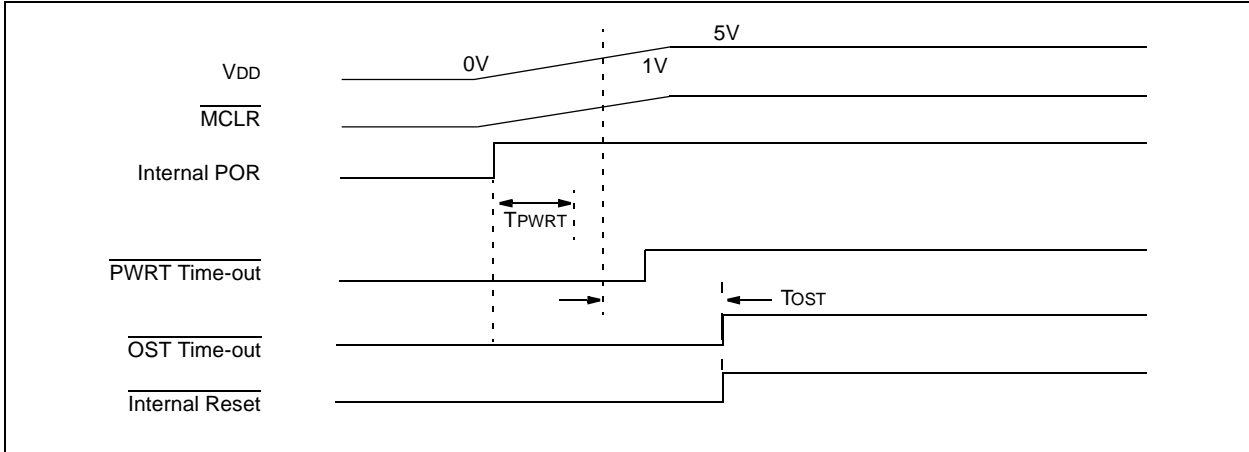 5V
VDD
0V
1V
MCLR
Internal POR
TPWRT
PWRT Time-out
TOST
OST Time-out
Internal Reset